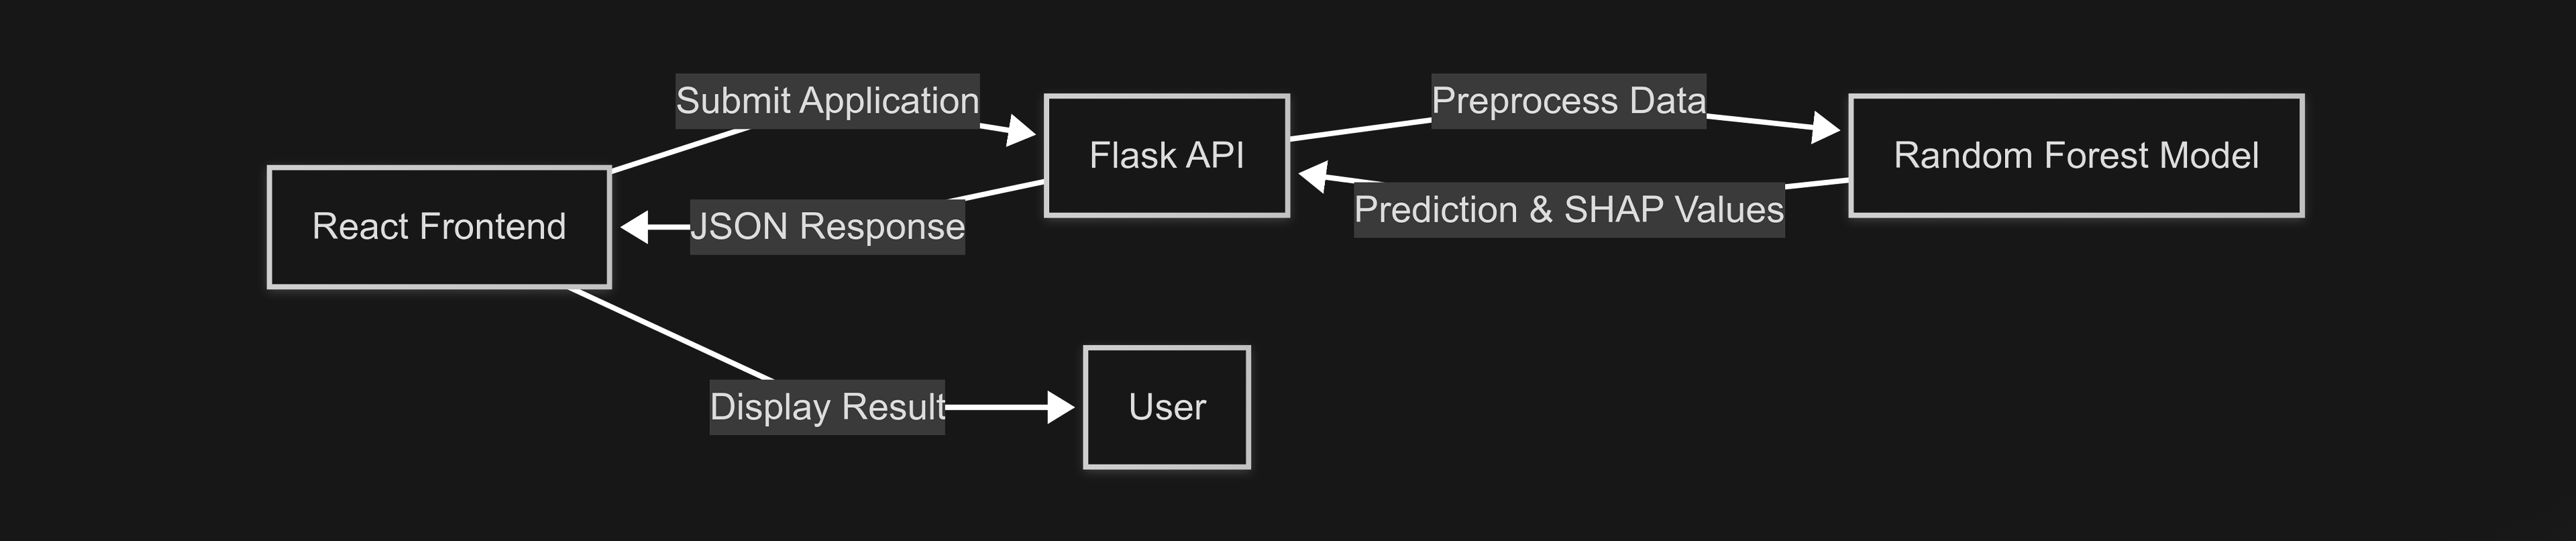 Submit Application
Preprocess Data
Flask API
Random Forest Model
React Frontend
JSON Response
Prediction & SHAP Values
Display Result
User